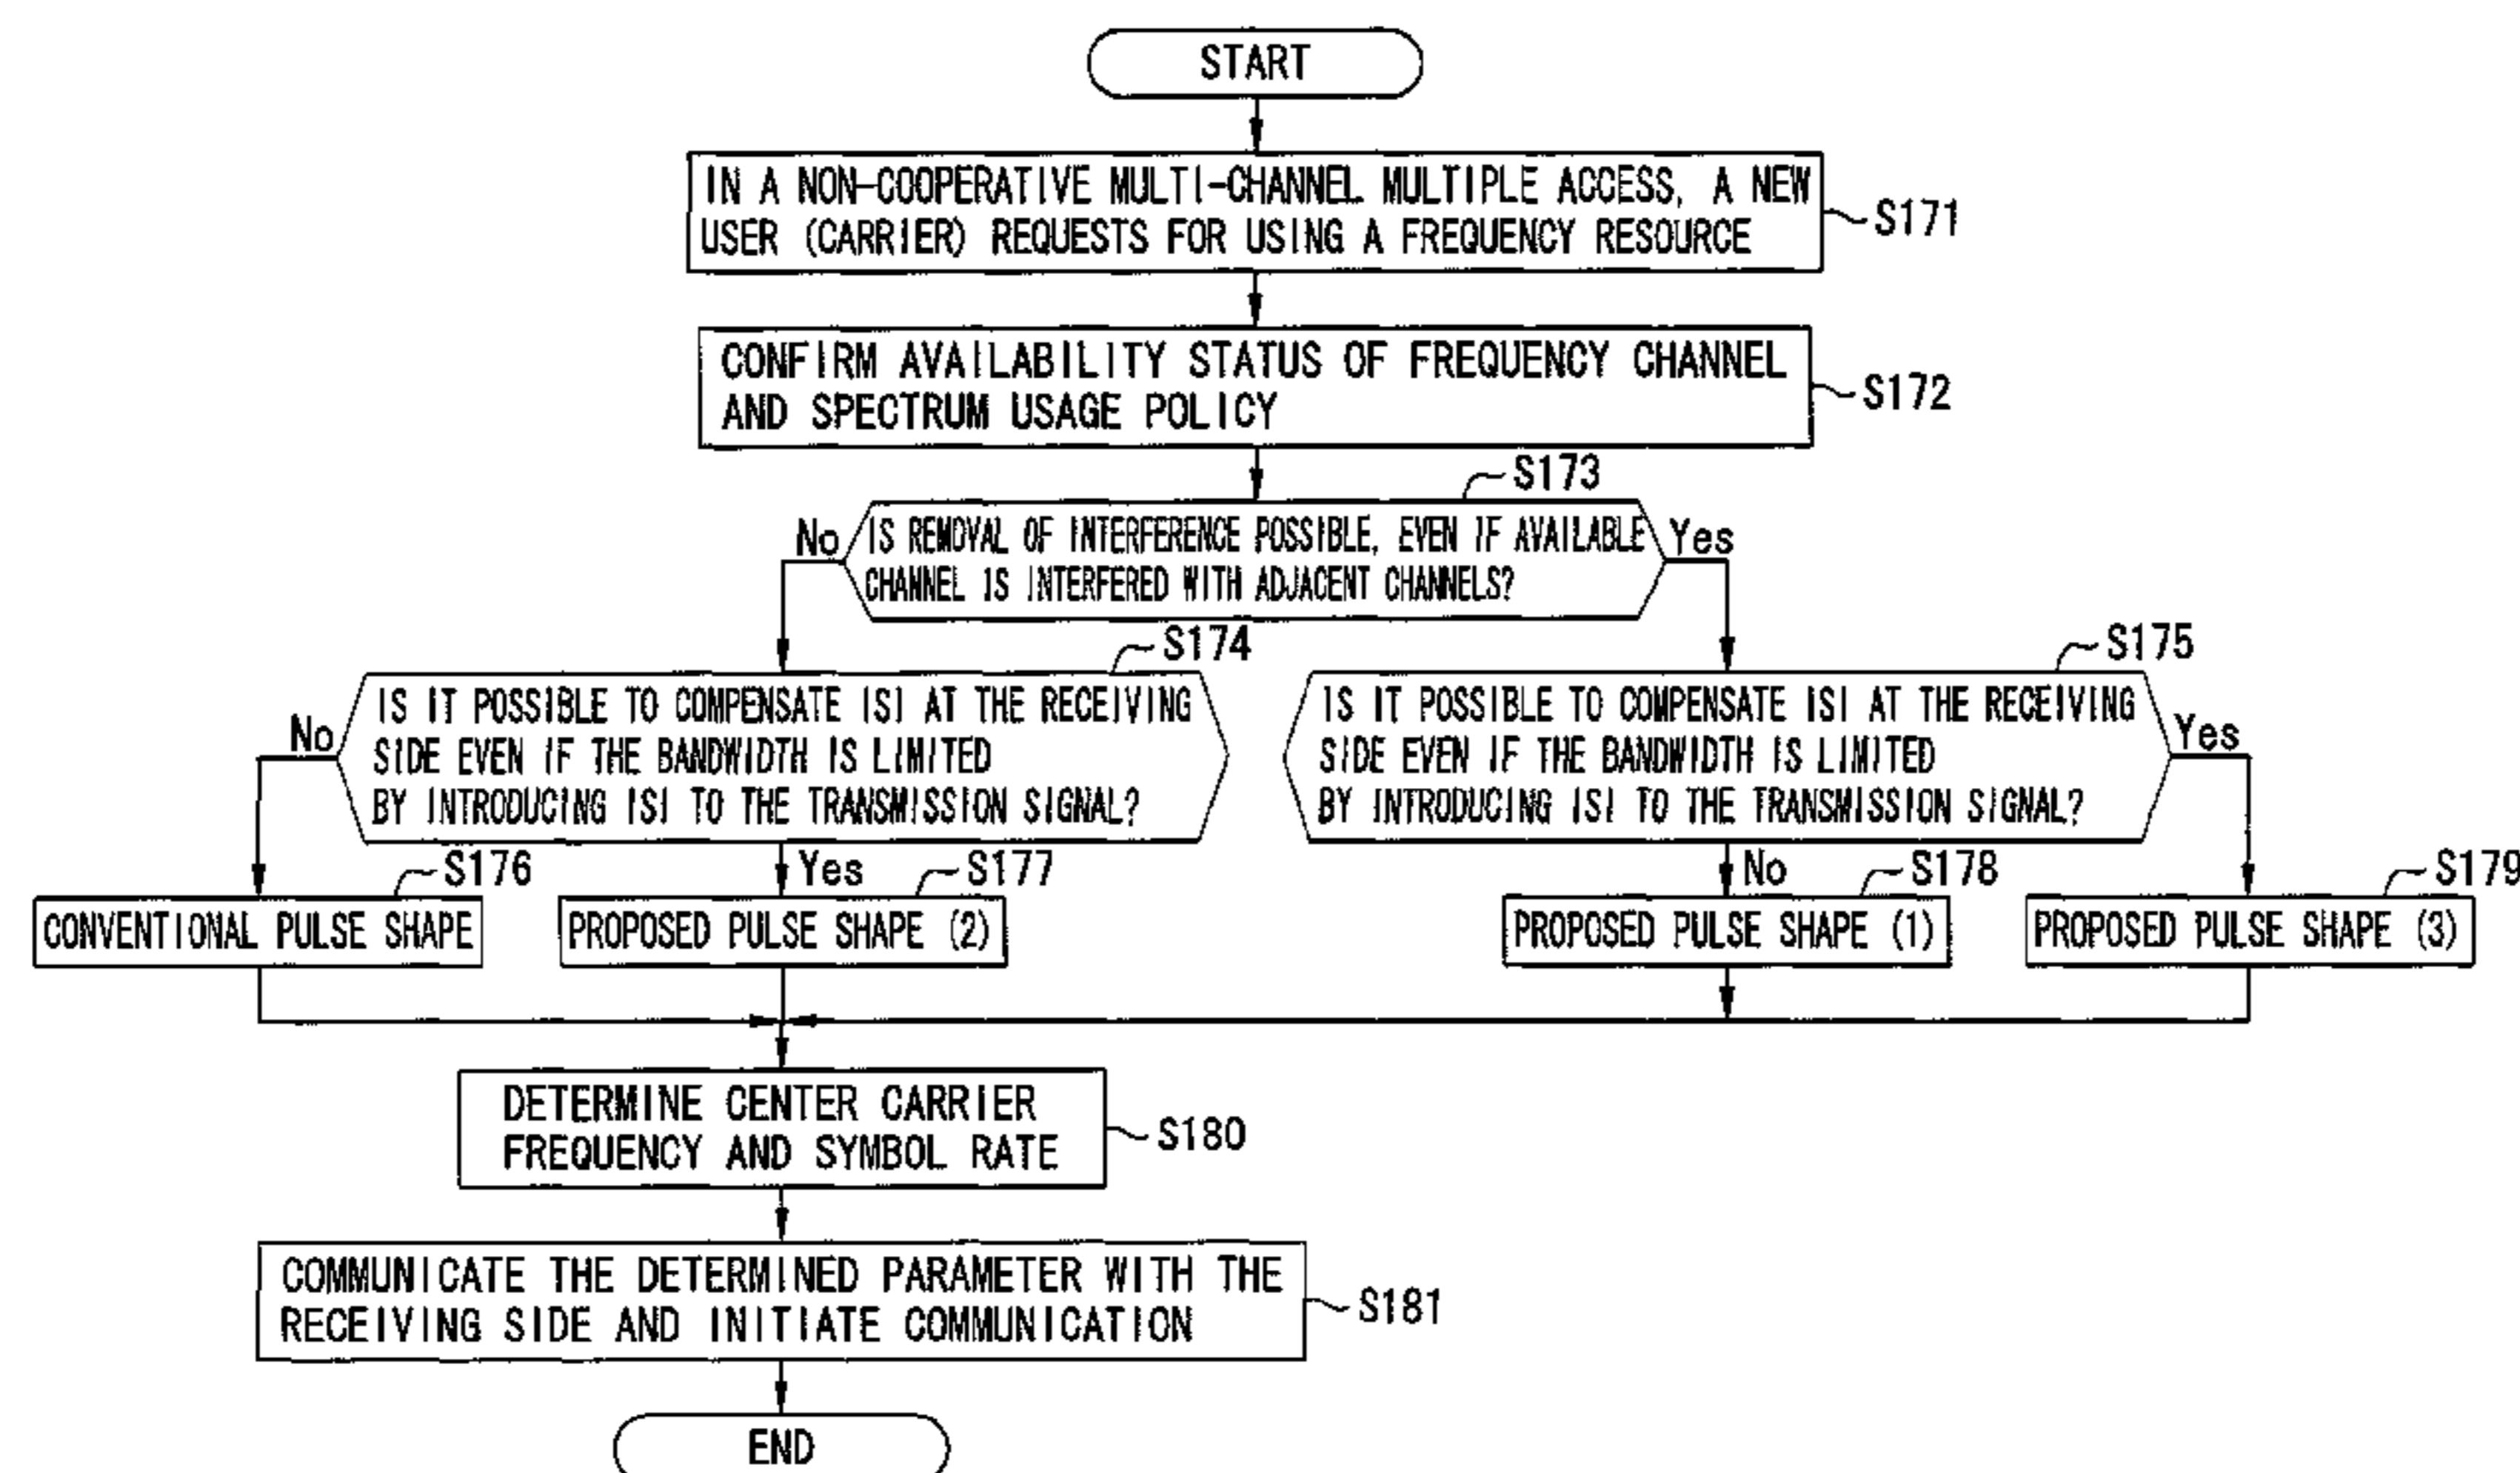 START
IN A NON-COOPERATIVE MULTI-CHANNEL MULTIPLE ACCESS, A NEW
USER (CARRIER) REQUESTS FOR USING A FREQUENCY RESOURCE
S171
CONFIRM AVAILABILITY STATUS OF FREQUENCY CHANNEL
AND SPECTRUM USAGE POLICY
S172
S173
No
IS REMOVAL OF INTERFERENCE POSSIBLE, EVEN IF AVAILABLE
CHANNEL IS INTERFERED WITH ADJACENT CHANNELS?
Yes
S174
No
IS IT POSSIBLE TO COMPENSATE ISI AT THE RECEIVING
SIDE EVEN IF THE BANDWIDTH IS LIMITED
BY INTRODUCING ISI TO THE TRANSMISSION SIGNAL?
S175
IS IT POSSIBLE TO COMPENSATE ISI AT THE RECEIVING
SIDE EVEN IF THE BANDWIDTH IS LIMITED
BY INTRODUCING ISI TO THE TRANSMISSION SIGNAL?
Yes
S176
CONVENTIONAL PULSE SHAPE
Yes
S177
PROPOSED PULSE SHAPE (2)
No
S178
PROPOSED PULSE SHAPE (1)
S179
PROPOSED PULSE SHAPE (3)
DETERMINE CENTER CARRIER
FREQUENCY AND SYMBOL RATE
S180
COMMUNICATE THE DETERMINED PARAMETER WITH THE
RECEIVING SIDE AND INITIATE COMMUNICATION
S181
END